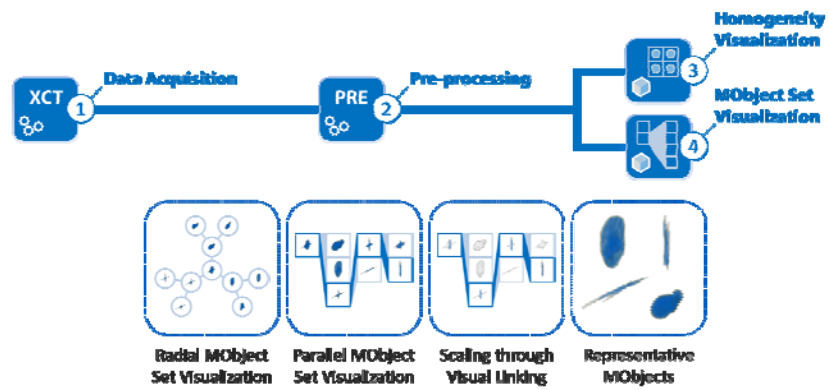 Homogeneity
Visualization
XCT
1
Data Acquisition
PRE
2
Pre-processing
3
MObject Set
Visualization
4
Radial MObject
Set Visualization
Parallel MObject
Set Visualization
Scaling through
Visual Linking
Representative
MObjects